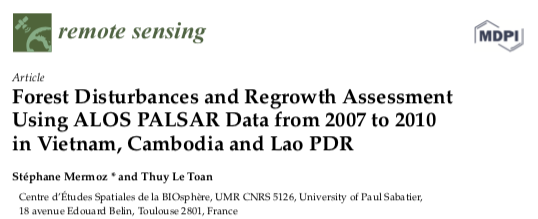 remote sensing
MDPI
Article
Forest Disturbances and Regrowth Assessment
Using ALOS PALSAR Data from 2007 to 2010
in Vietnam, Cambodia and Lao PDR
Stéphane Mermoz * and Thuy Le Toan
Centre d'Études Spatiales de la BIOsphère, UMR CNRS 5126, University of Paul Sabatier,
18 avenue Edouard Belin, Toulouse 2801, France